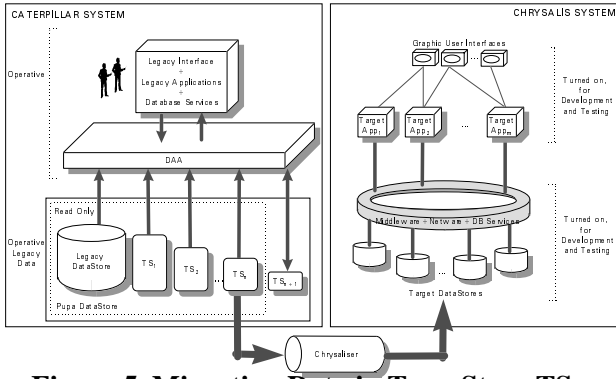 CATERPILLAR SYSTEM
Operative
Legacy Interface
+
Legacy Applications
+
Database Services
DAA
Operative
Legacy
Data
Read Only
Legacy
DataStore
TS1
TS2
...
TSn
TSn + 1
Pupa DataStore
CHRYSALIS SYSTEM
Graphic User Interfaces
...
Turned on,
for
Development
and Testing
Target
App1
Target
App2
...
Target
Appm
Middleware + Netware + DB Services
Turned on,
for
Development
and Testing
...
Target DataStores
Chrysaliser